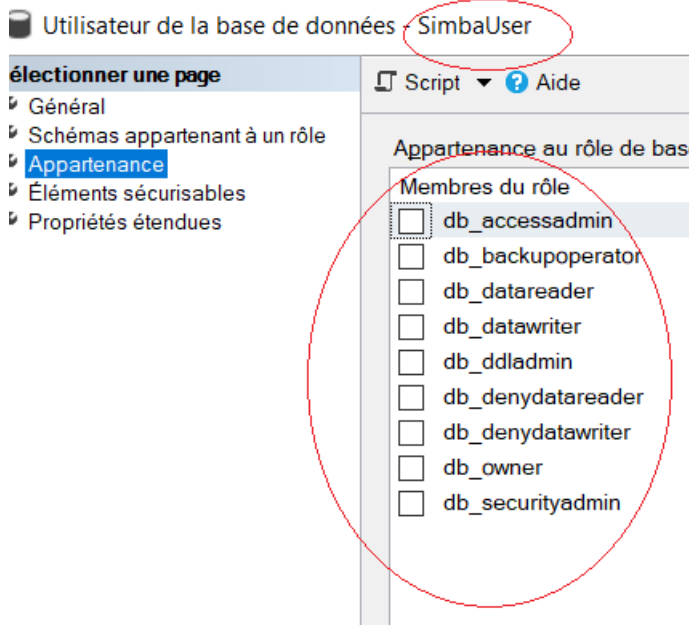 Utilisateur de la base de données - SimbaUser
électionner une page
Général
Schémas appartenant à un rôle
Appartenance
Éléments sécurisables
Propriétés étendues
Script Aide
Appartenance au rôle de bas
Membres du rôle
db_accessadmin
db_backupoperator
db_datareader
db_datawriter
db_ddladmin
db_denydatareader
db_denydatawriter
db_owner
db_securityadmin